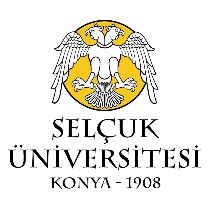 SELÇUK
ÜNİVERSİTESİ
KONYA - 1908